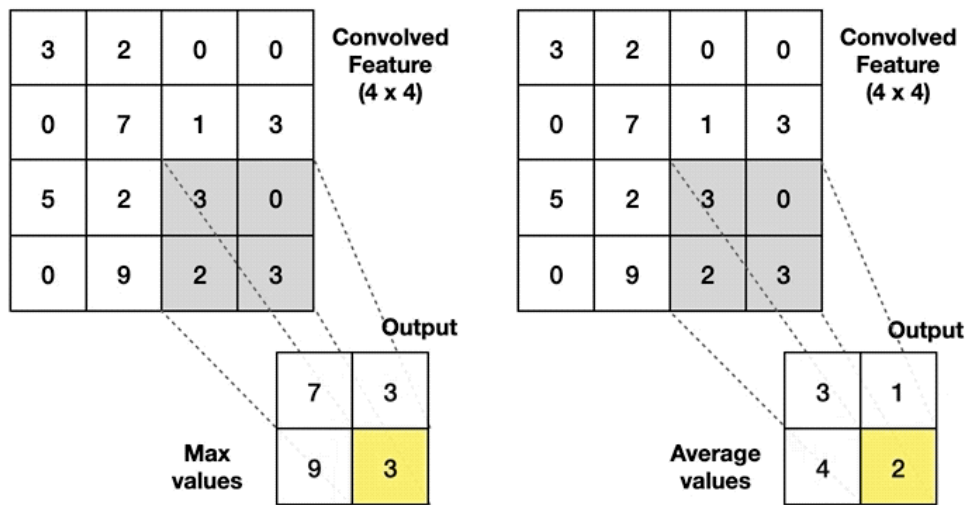 3 2 0 0
0 7 1 3
5 2 3 0
0 9 2 3
Convolved
Feature
(4 x 4)
Output
7 3
9 3
Max
values
3 2 0 0
0 7 1 3
5 2 3 0
0 9 2 3
Convolved
Feature
(4 x 4)
Output
3 1
4 2
Average
values